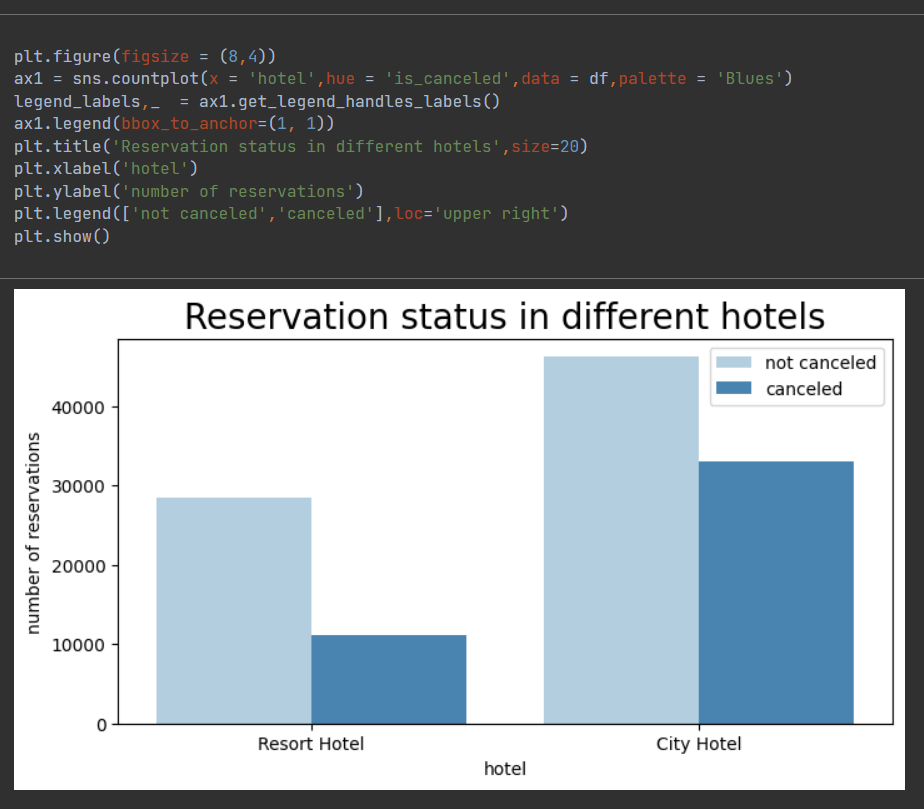 plt.figure(figsize = (8,4))
ax1 = sns.countplot(x = 'hotel',hue = 'is_canceled',data = df,palette = 'Blues')
legend_labels,_  = ax1.get_legend_handles_labels()
ax1.legend(bbox_to_anchor=(1, 1))
plt.title('Reservation status in different hotels',size=20)
plt.xlabel('hotel')
plt.ylabel('number of reservations')
plt.legend(['not canceled','canceled'],loc='upper right')
plt.show()
Reservation status in different hotels
not canceled
canceled
number of reservations
40000
30000
20000
10000
0
Resort Hotel
City Hotel
hotel